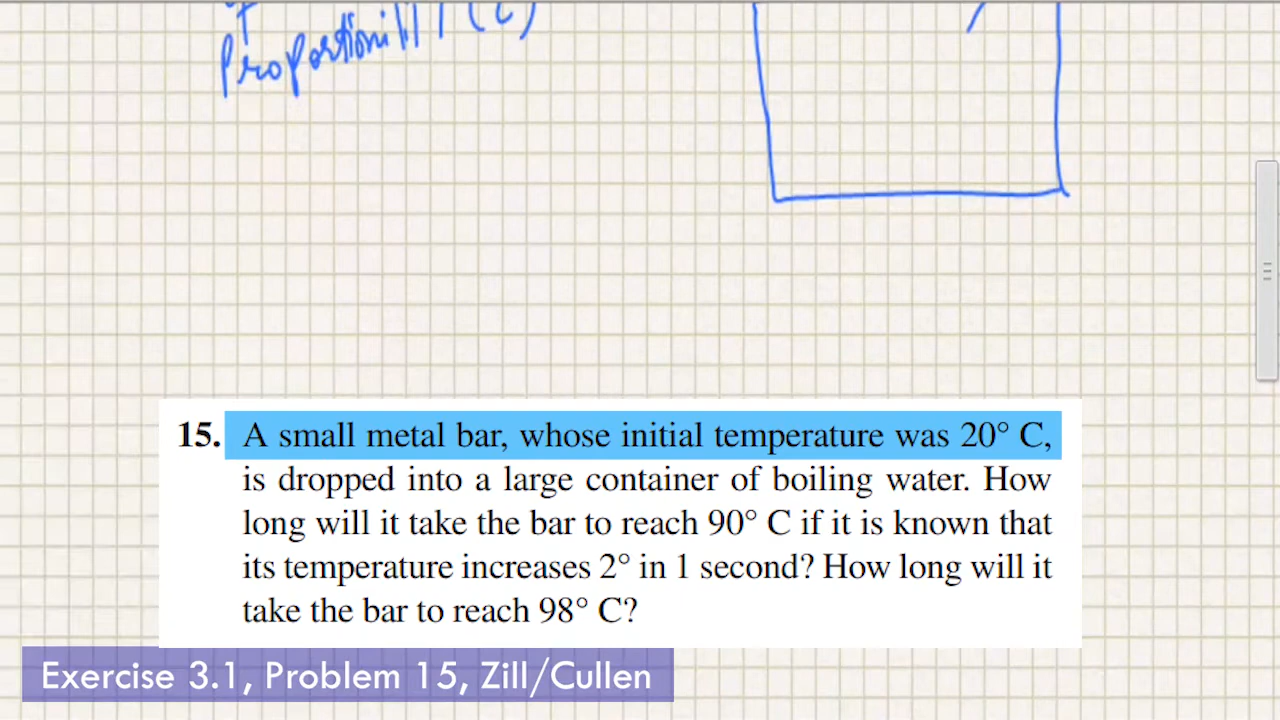 15. A small metal bar, whose initial temperature was 20° C,
is dropped into a large container of boiling water. How
long will it take the bar to reach 90° C if it is known that
its temperature increases 2° in 1 second? How long will it
take the bar to reach 98° C?
Exercise 3.1, Problem 15, Zill/Cullen